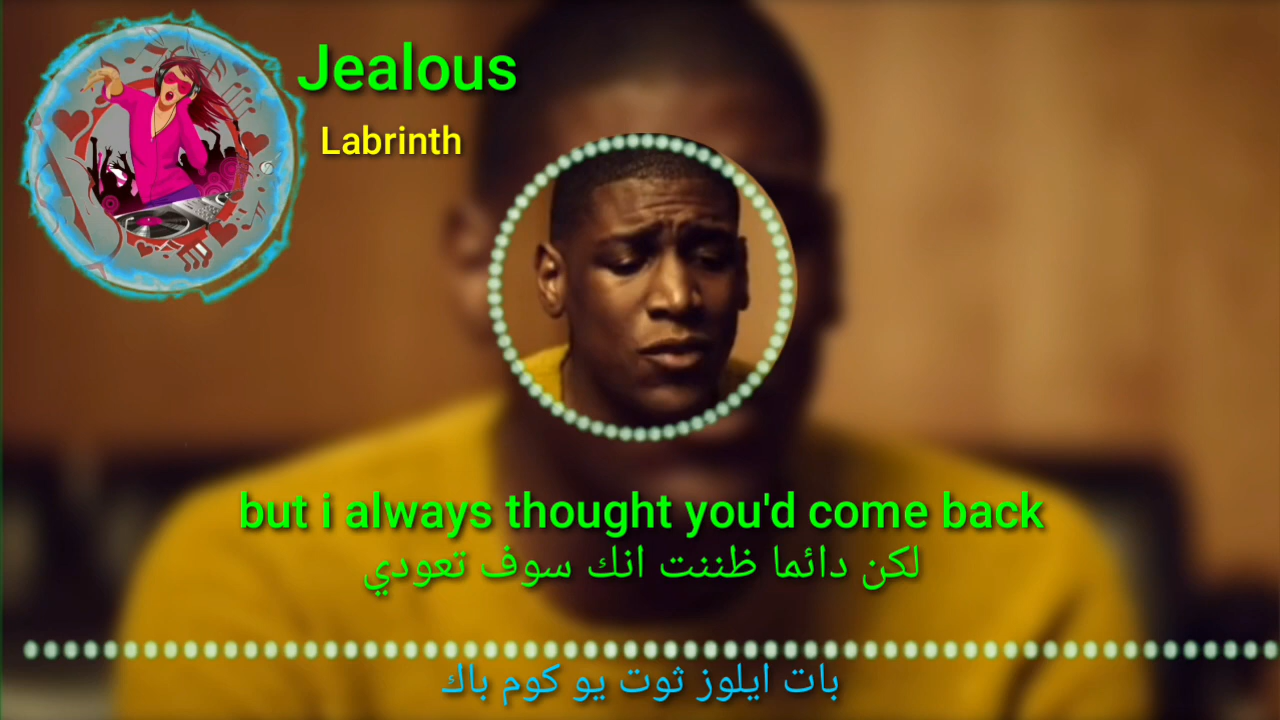 Jealous
Labrinth
but i always thought you'd come back
لكن دائما ظننت انك سوف تعودي
بات ايلوز ثوت يو كوم باك